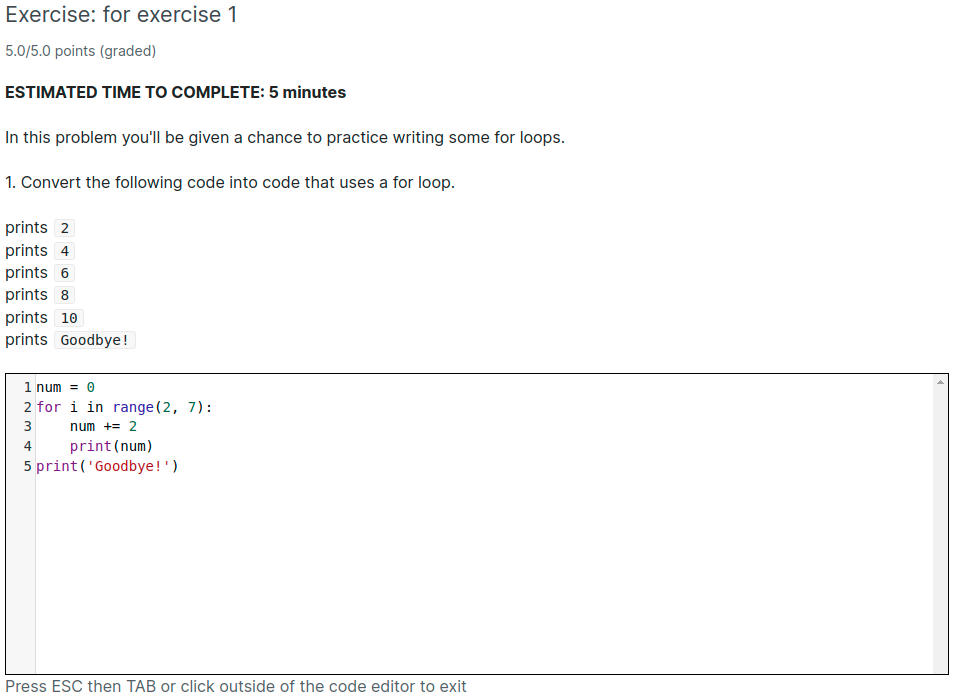 Exercise: for exercise 1
5.0/5.0 points (graded)
ESTIMATED TIME TO COMPLETE: 5 minutes
In this problem you'll be given a chance to practice writing some for loops.
1. Convert the following code into code that uses a for loop.
prints 2
prints 4
prints 6
prints 8
prints 10
prints Goodbye!
1 num = 0
2 for i in range(2, 7):
3     num += 2
4     print(num)
5 print('Goodbye!')
Press ESC then TAB or click outside of the code editor to exit